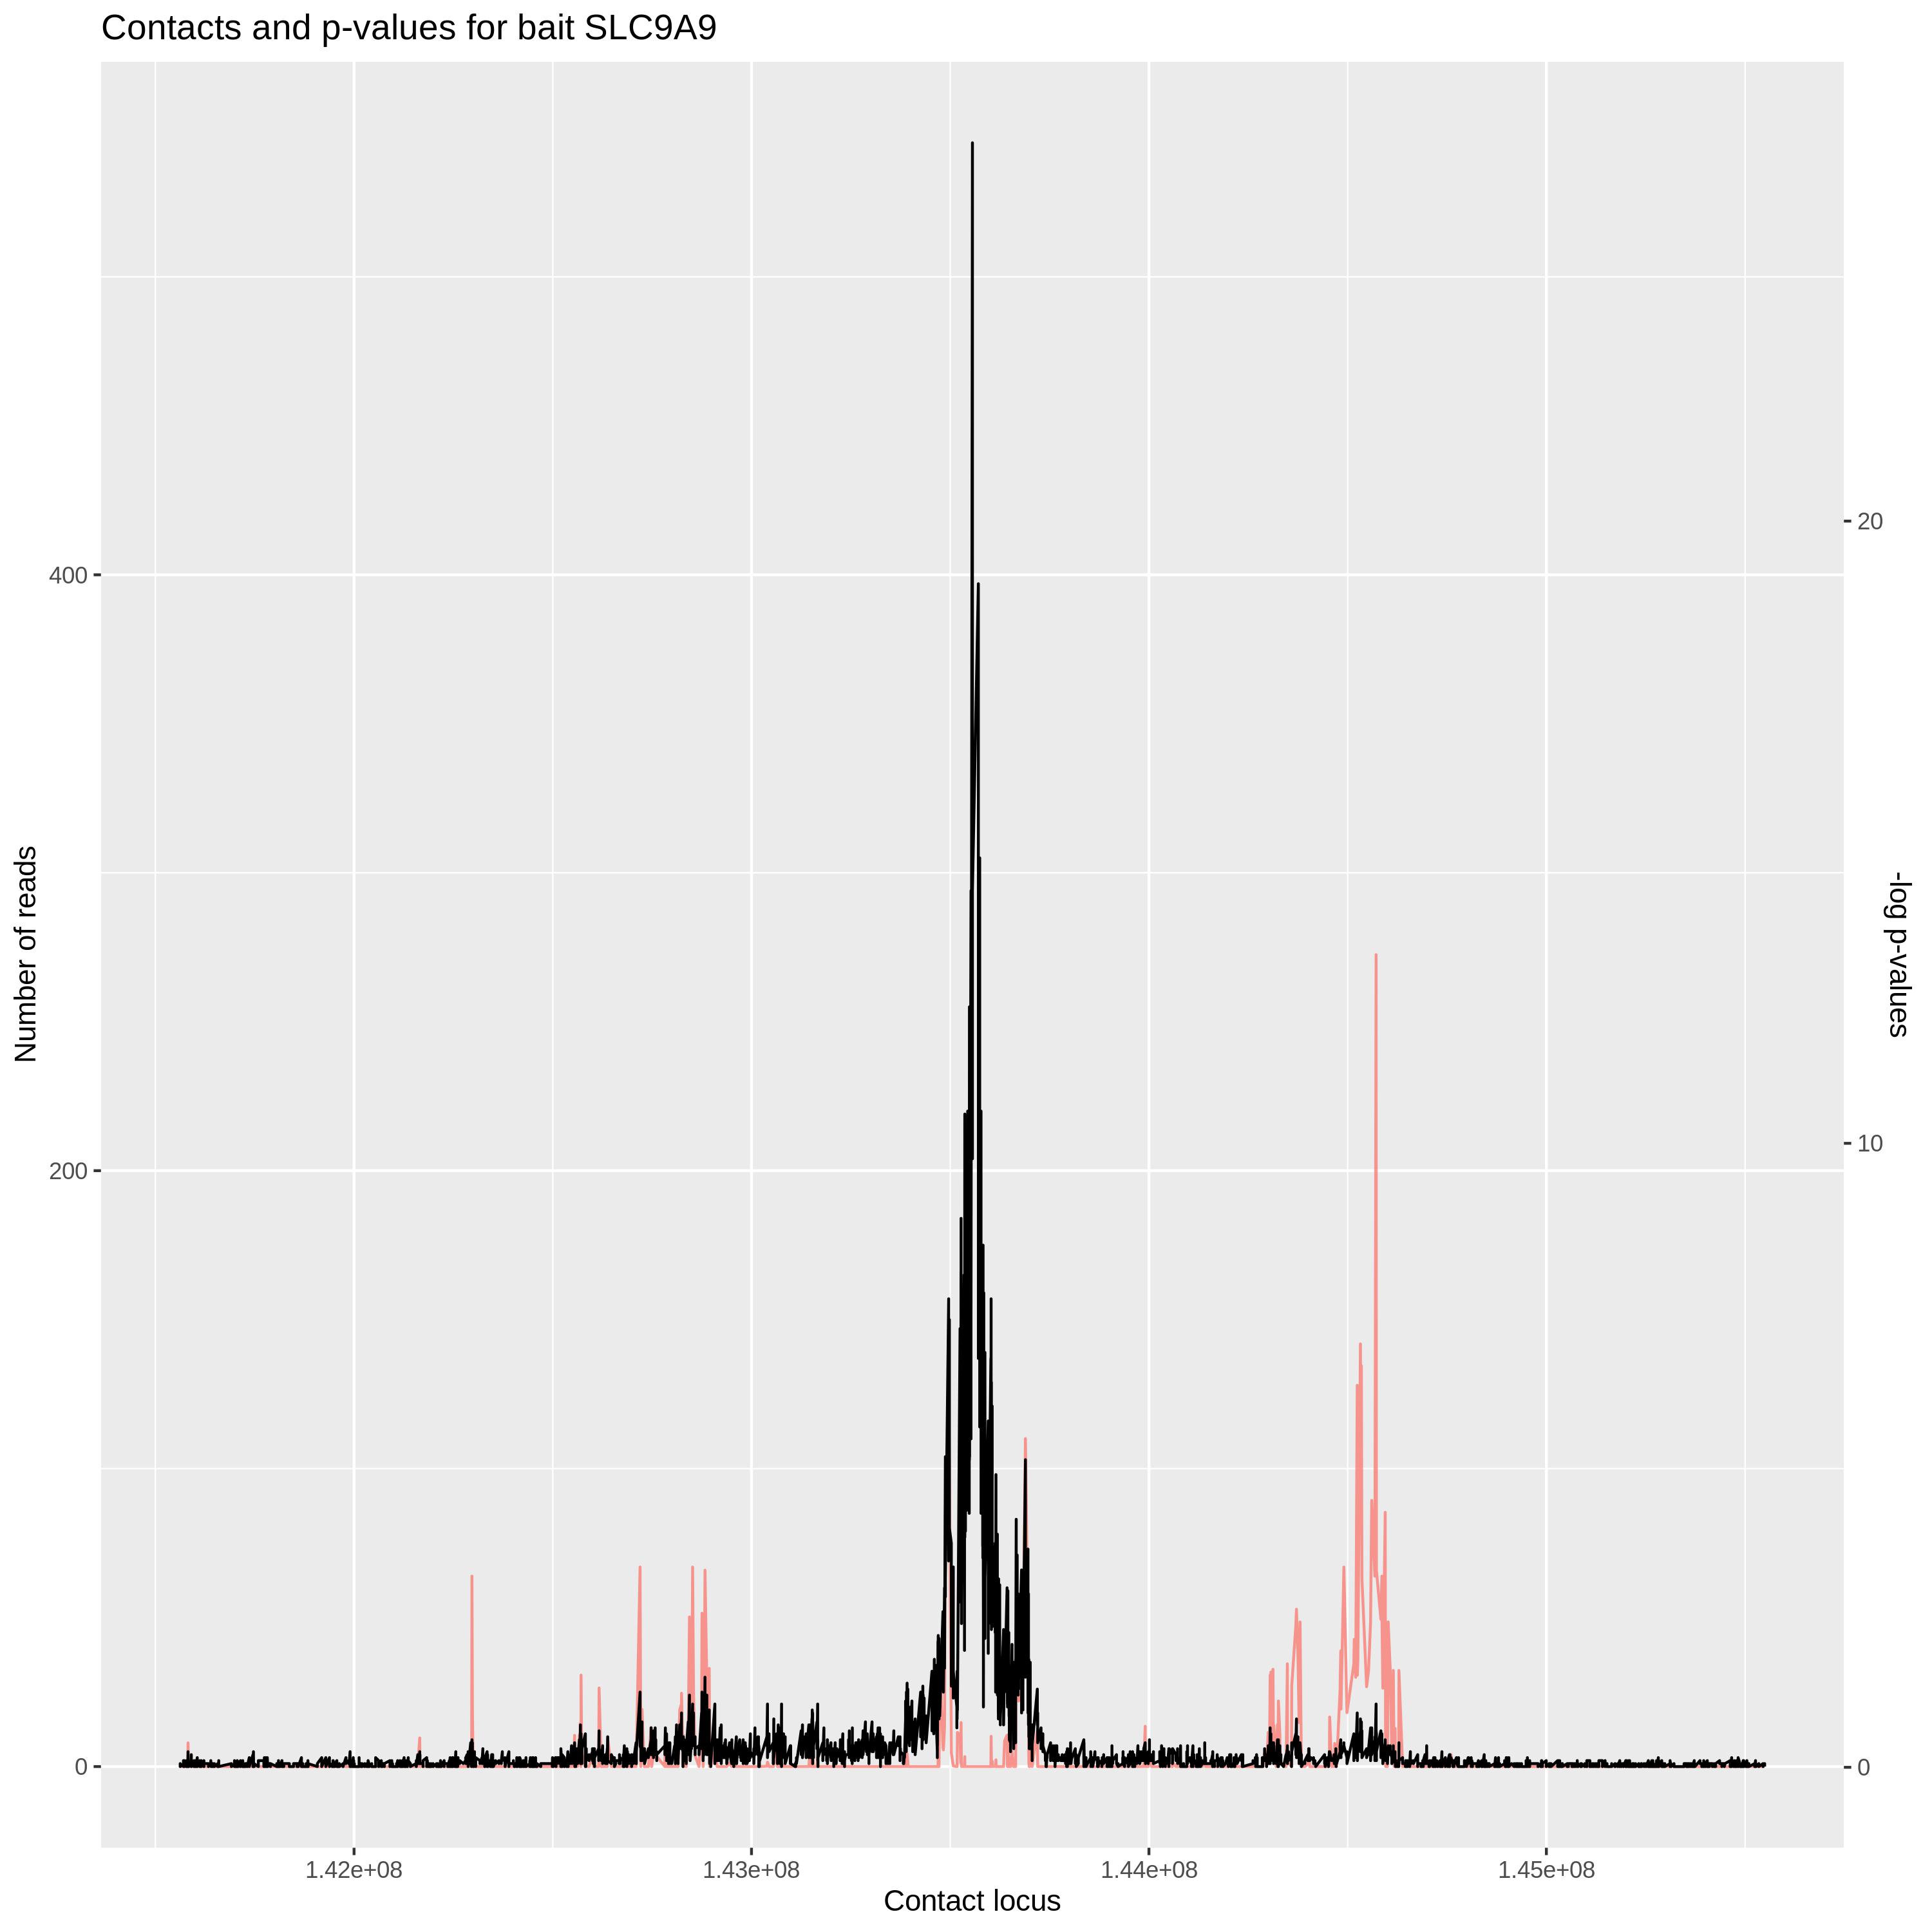 Contacts and p-values for bait SLC9A9
Number of reads
400
200
0
20
10
0
-log p-values
1.42e+08
1.43e+08
1.44e+08
1.45e+08
Contact locus